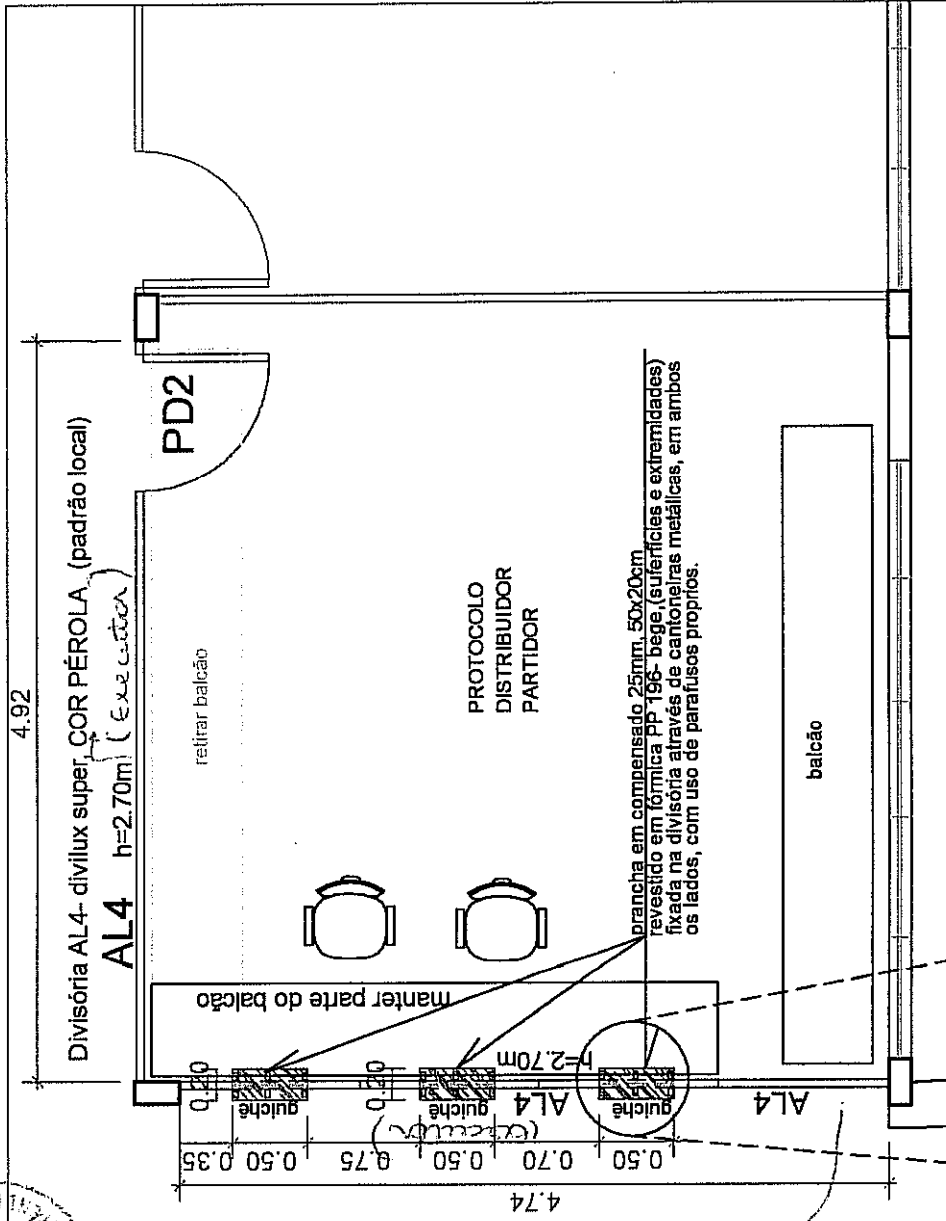 4.92
Divisória AL4- divilux super, COR PÉROLA, (padrão local)
AL4 h=2.70m (Executar)
PD2
retirar balcão
PROTOCOLO
DISTRIBUIDOR
PARTIDOR
prancha em compensado 25mm, 50x20cm
revestido em fórmica PP 196- bege,(suferfícies e extremidades)
fixada na divisória através de cantoneiras metálicas, em ambos
os lados, com uso de parafusos proprios.
balcão
manter parte do balcão
h=2.70m
0.20
0.20
guichê
guichê
guichê
AL4
AL4
(Executar)
0.35
0.50
0.75
0.50
0.70
0.50
4.74